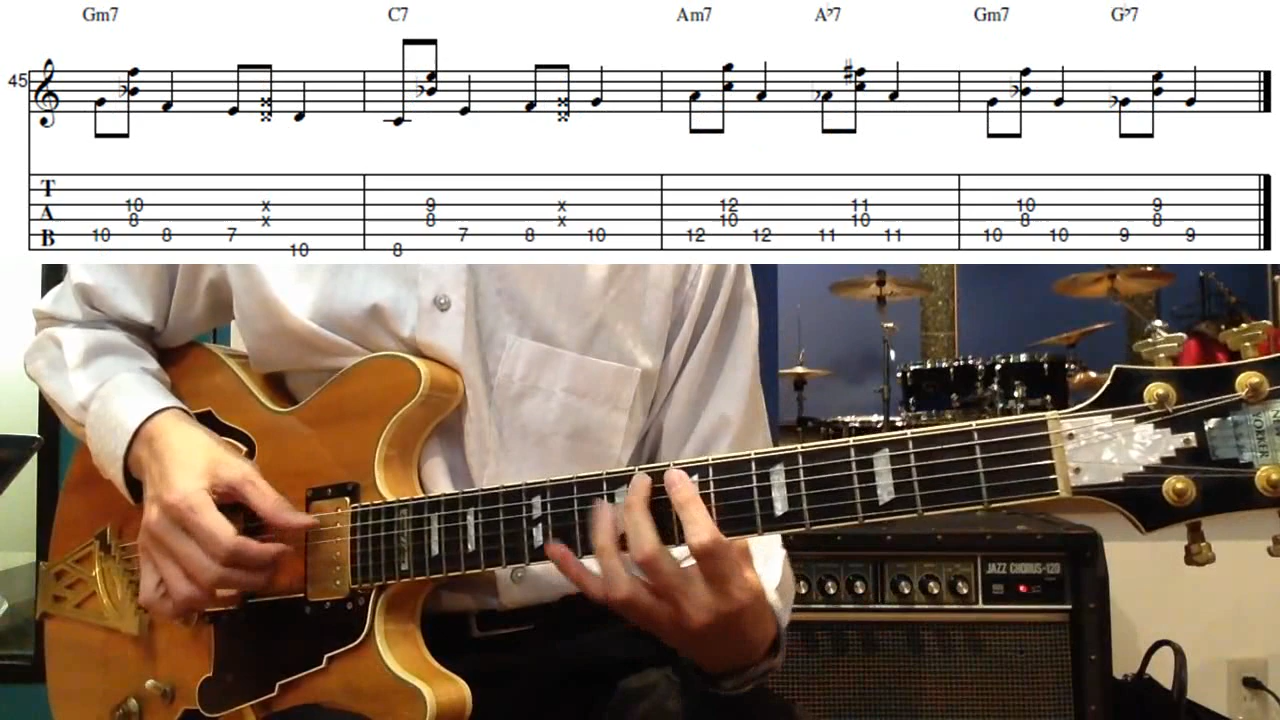 Gm7 C7 Am7 A♭7 Gm7 G♭7
45
T
10 x 9 x 12 11 10 9
A 8 x 8 x 10 10 8 8
B 10 8 7 7 8 10 12 12 11 11 10 10 9 9
10 8
JAZZ CHORUS-120
YORKER